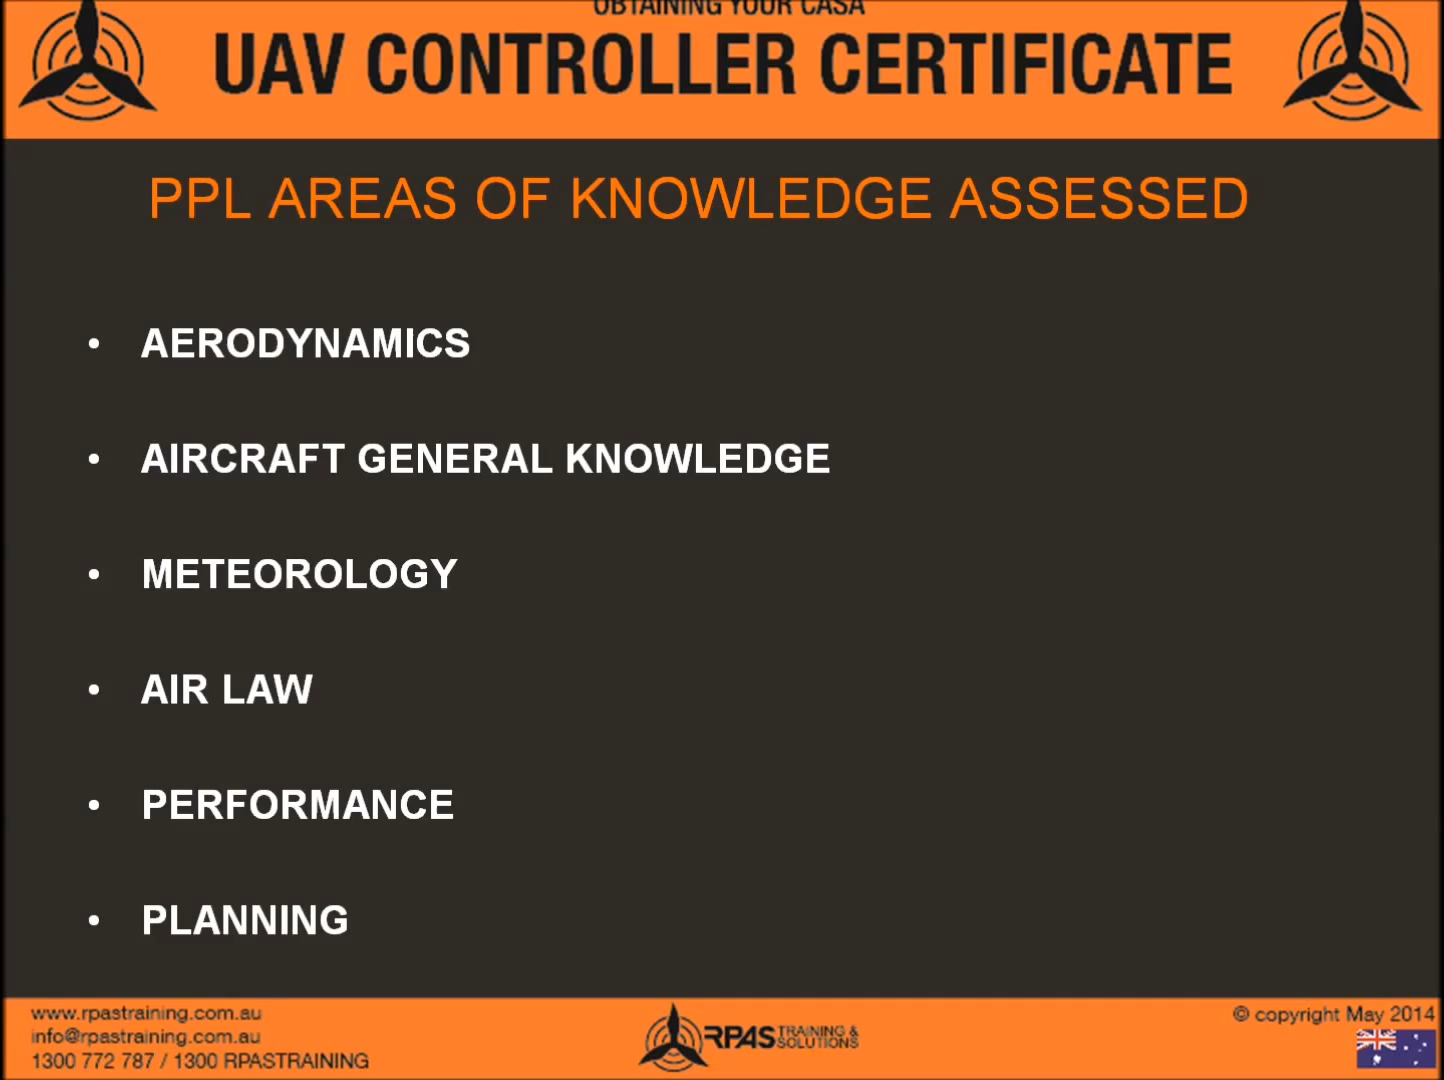 OBTAINING YOUR CASA
UAV CONTROLLER CERTIFICATE
PPL AREAS OF KNOWLEDGE ASSESSED
• AERODYNAMICS
• AIRCRAFT GENERAL KNOWLEDGE
• METEOROLOGY
• AIR LAW
• PERFORMANCE
• PLANNING
www.rpastraining.com.au
info@rpastraining.com.au
1300 772 787 / 1300 RPASTRAINING
RPAS TRAINING &
SOLUTIONS
© copyright May 2014